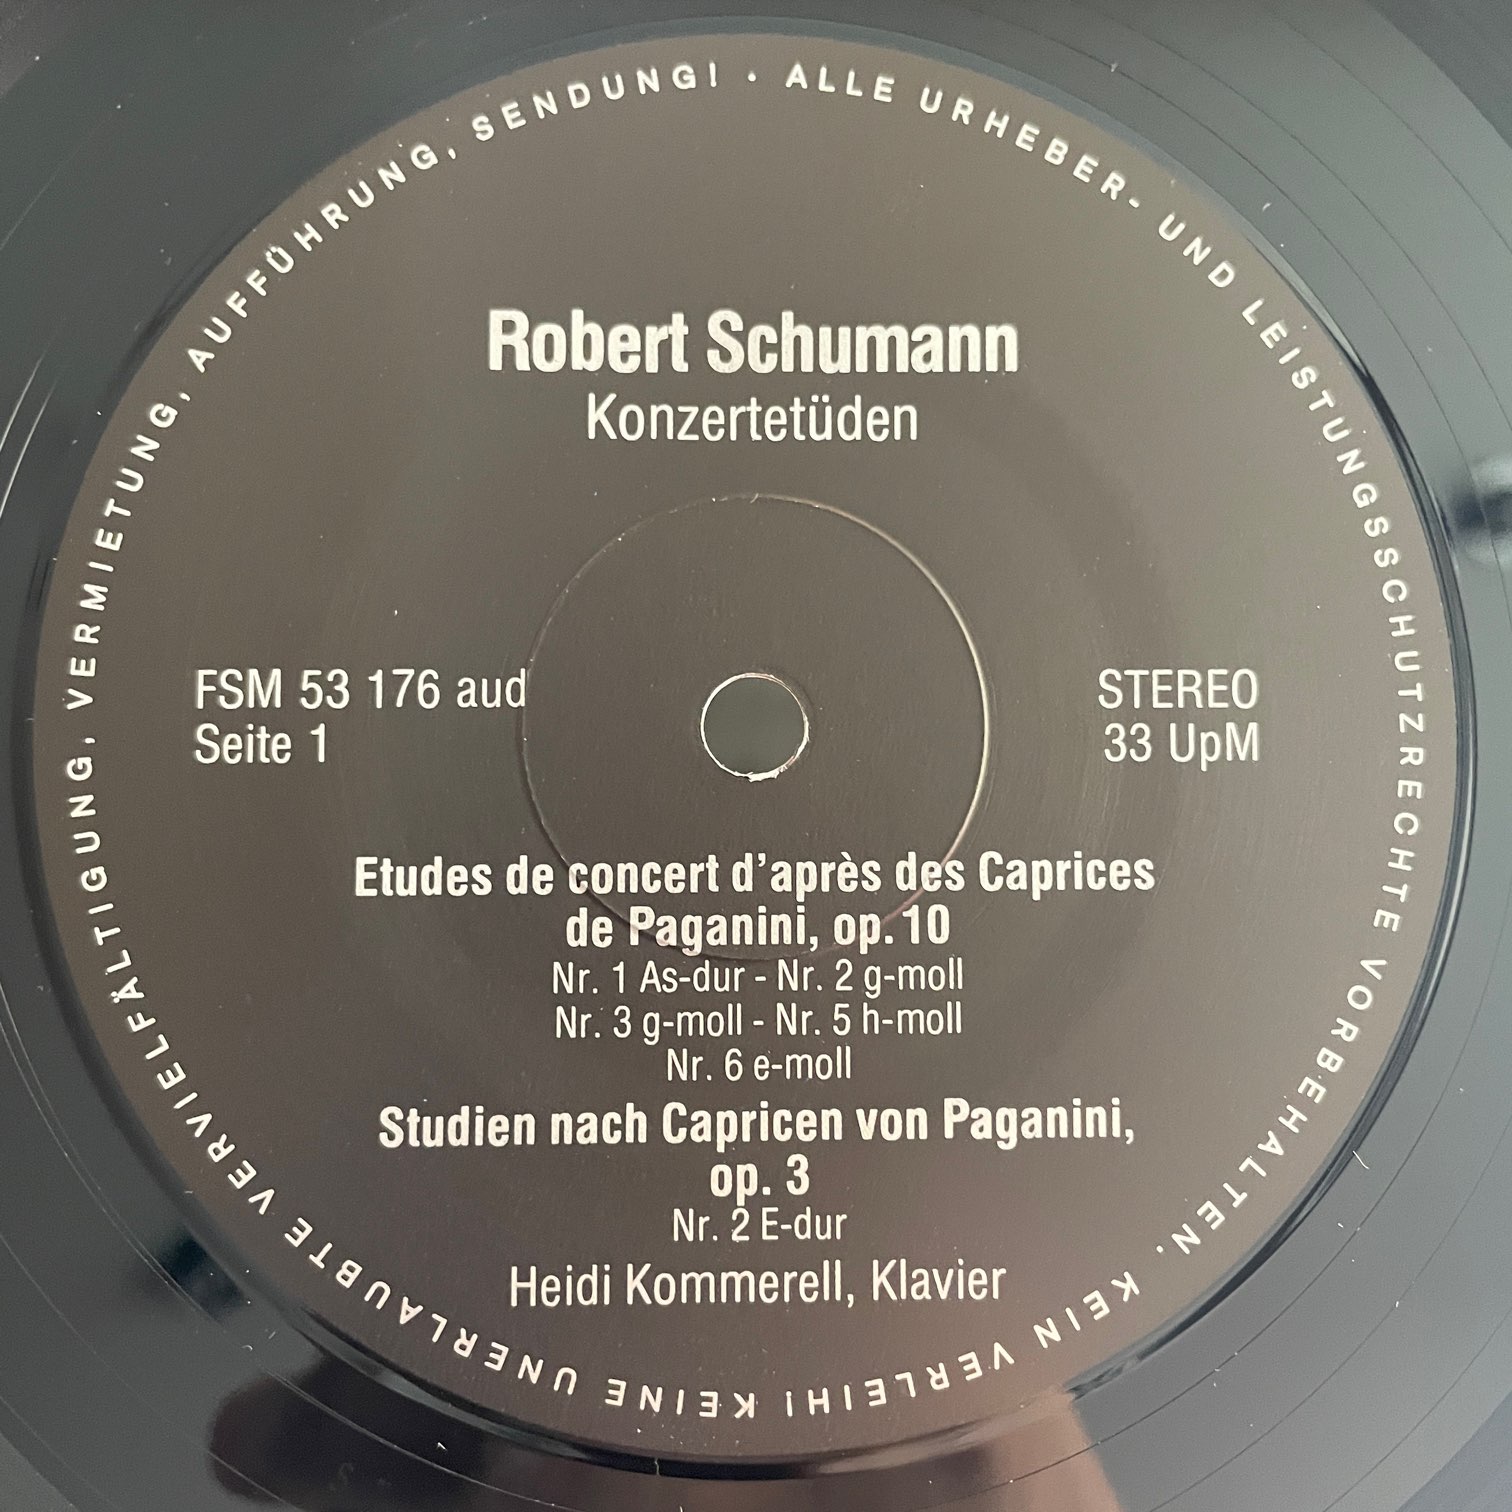 ALLE URHEBER- UND LEISTUNGSSCHUTZRECHTE VORBEHALTEN. KEIN VERLEIH! KEINE UNERLAUBTE VERVIELFÄLTIGUNG, VERMIETUNG, AUFFÜHRUNG, SENDUNG! ·
Robert Schumann
Konzertetüden
FSM 53 176 aud
Seite 1
STEREO
33 UpM
Etudes de concert d'après des Caprices
de Paganini, op. 10
Nr. 1 As-dur - Nr. 2 g-moll
Nr. 3 g-moll - Nr. 5 h-moll
Nr. 6 e-moll
Studien nach Capricen von Paganini,
op. 3
Nr. 2 E-dur
Heidi Kommerell, Klavier